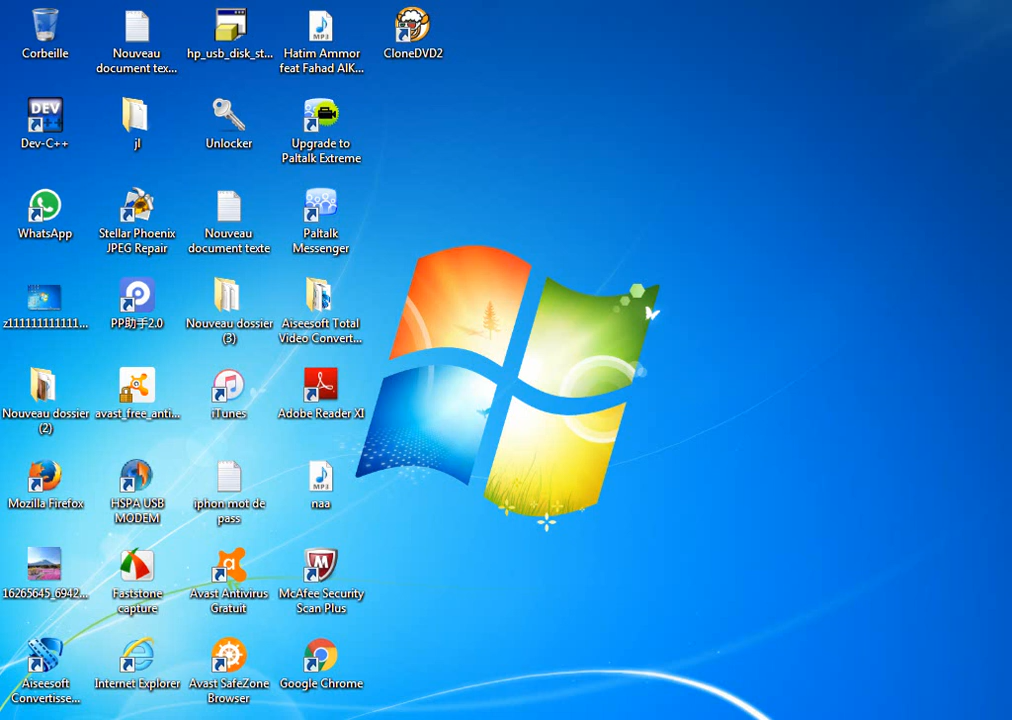 Corbeille
Nouveau
document tex...
hp_usb_disk_st...
Hatim Ammor
feat Fahad AlK...
CloneDVD2
DEV
Dev-C++
jl
Unlocker
Upgrade to
Paltalk Extreme
WhatsApp
Stellar Phoenix
JPEG Repair
Nouveau
document texte
Paltalk
Messenger
z111111111111...
PP助手2.0
Nouveau dossier
(3)
Aiseesoft Total
Video Convert...
Nouveau dossier
(2)
avast_free_anti...
iTunes
Adobe Reader XI
Mozilla Firefox
HSPA USB
MODEM
iphon mot de
pass
MP3
naa
16265645_6942...
Faststone
capture
Avast Antivirus
Gratuit
McAfee Security
Scan Plus
Aiseesoft
Convertisse...
Internet Explorer
Avast SafeZone
Browser
Google Chrome